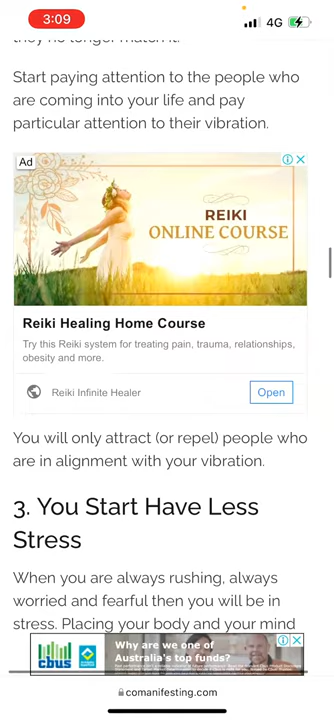 3:09
4G
Start paying attention to the people who
are coming into your life and pay
particular attention to their vibration.
Ad
REIKI
ONLINE COURSE
Reiki Healing Home Course
Try this Reiki system for treating pain, trauma, relationships,
obesity and more.
Reiki Infinite Healer
Open
You will only attract (or repel) people who
are in alignment with your vibration.
3. You Start Have Less
Stress
When you are always rushing, always
worried and fearful then you will be in
stress. Placing your body and your mind
cbus
Why are we one of
Australia's top funds?
comanifesting.com